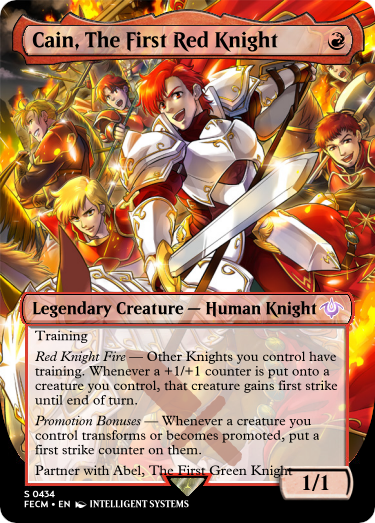 Cain, The First Red Knight
Legendary Creature — Human Knight
Training
Red Knight Fire — Other Knights you control have
training. Whenever a +1/+1 counter is put onto a
creature you control, that creature gains first strike
until end of turn.
Promotion Bonuses — Whenever a creature you
control transforms or becomes promoted, put a
first strike counter on them.
Partner with Abel, The First Green Knight
1/1
S 0434
FECM • EN INTELLIGENT SYSTEMS